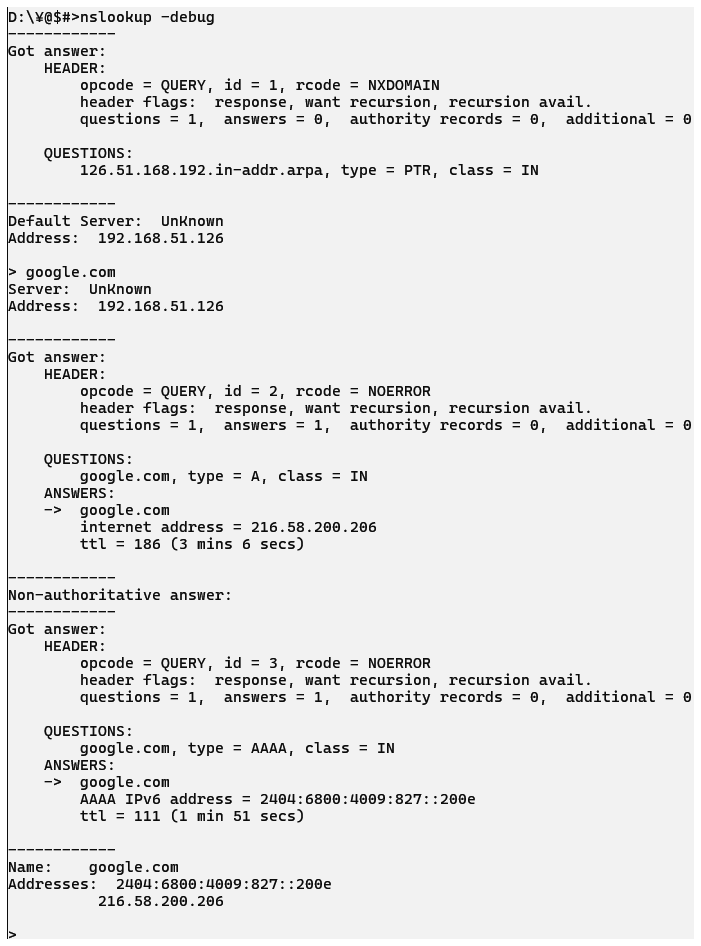 D:\¥@$#>nslookup -debug
------------
Got answer:
    HEADER:
        opcode = QUERY, id = 1, rcode = NXDOMAIN
        header flags:  response, want recursion, recursion avail.
        questions = 1,  answers = 0,  authority records = 0,  additional = 0

    QUESTIONS:
        126.51.168.192.in-addr.arpa, type = PTR, class = IN

------------
Default Server:  UnKnown
Address:  192.168.51.126

> google.com
Server:  UnKnown
Address:  192.168.51.126

------------
Got answer:
    HEADER:
        opcode = QUERY, id = 2, rcode = NOERROR
        header flags:  response, want recursion, recursion avail.
        questions = 1,  answers = 1,  authority records = 0,  additional = 0

    QUESTIONS:
        google.com, type = A, class = IN
    ANSWERS:
    ->  google.com
        internet address = 216.58.200.206
        ttl = 186 (3 mins 6 secs)

------------
Non-authoritative answer:
------------
Got answer:
    HEADER:
        opcode = QUERY, id = 3, rcode = NOERROR
        header flags:  response, want recursion, recursion avail.
        questions = 1,  answers = 1,  authority records = 0,  additional = 0

    QUESTIONS:
        google.com, type = AAAA, class = IN
    ANSWERS:
    ->  google.com
        AAAA IPv6 address = 2404:6800:4009:827::200e
        ttl = 111 (1 min 51 secs)

------------
Name:    google.com
Addresses:  2404:6800:4009:827::200e
          216.58.200.206

>